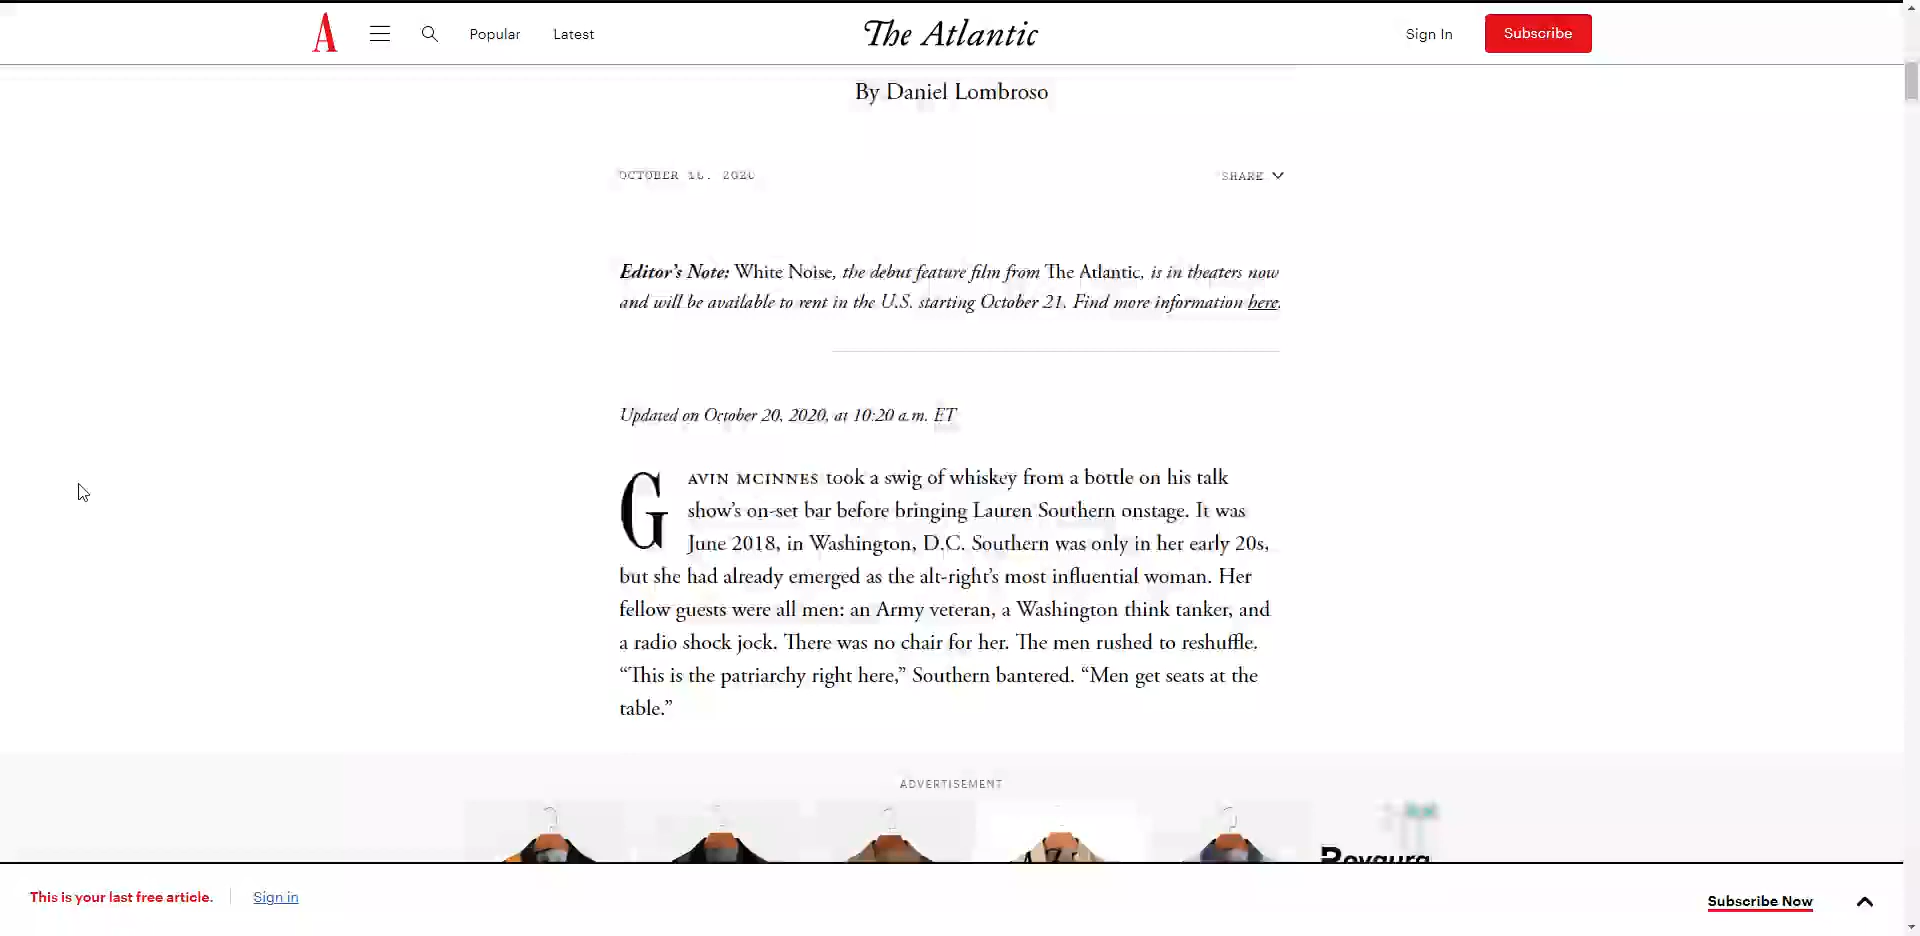 A Popular Latest The Atlantic Sign In Subscribe
By Daniel Lombroso
OCTOBER 16, 2020 SHARE
Editor's Note: White Noise, the debut feature film from The Atlantic, is in theaters now
and will be available to rent in the U.S. starting October 21. Find more information here.
Updated on October 20, 2020, at 10:20 a.m. ET
GAVIN MCINNES took a swig of whiskey from a bottle on his talk
show's on-set bar before bringing Lauren Southern onstage. It was
June 2018, in Washington, D.C. Southern was only in her early 20s,
but she had already emerged as the alt-right's most influential woman. Her
fellow guests were all men: an Army veteran, a Washington think tanker, and
a radio shock jock. There was no chair for her. The men rushed to reshuffle.
“This is the patriarchy right here,” Southern bantered. “Men get seats at the
table.”
ADVERTISEMENT
This is your last free article. Sign in Subscribe Now